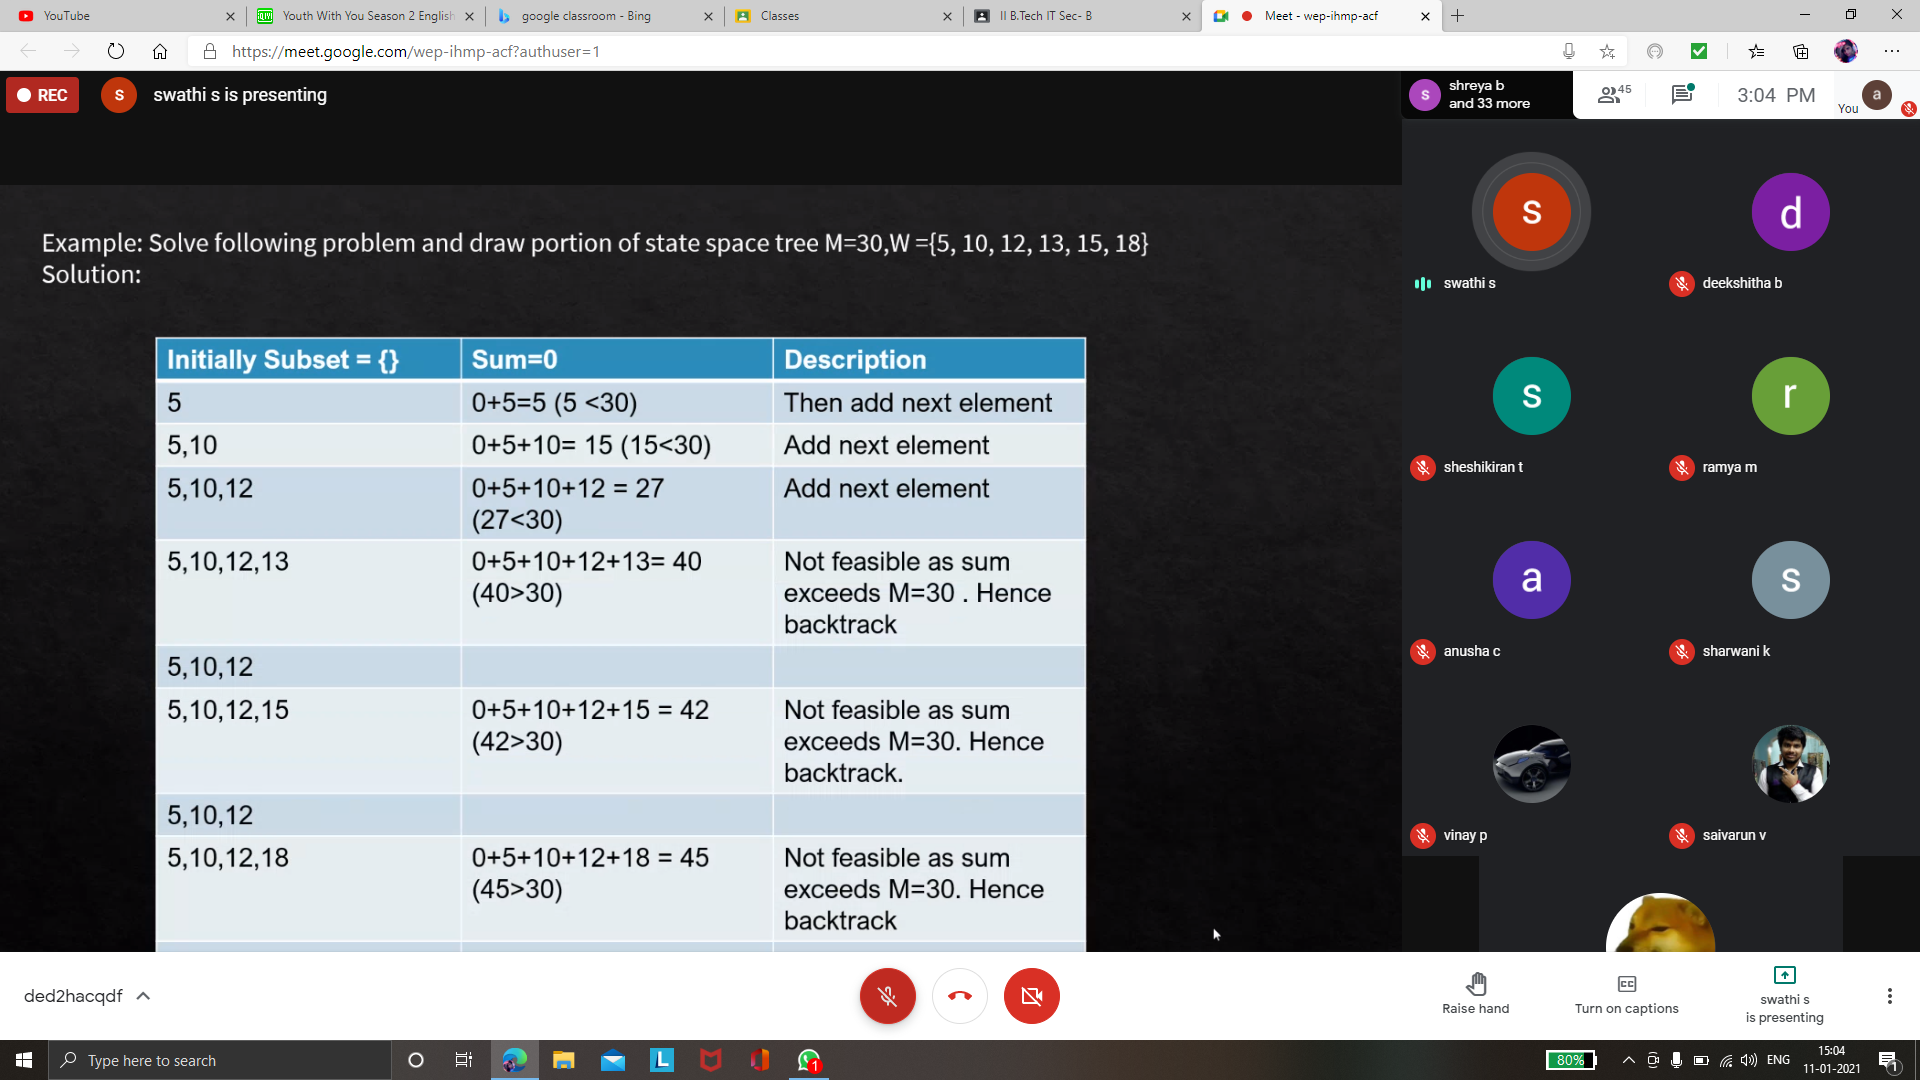 YouTube
Youth With You Season 2 English
google classroom - Bing
Classes
II B.Tech IT Sec- B
Meet - wep-ihmp-acf
https://meet.google.com/wep-ihmp-acf?authuser=1
REC
s
swathi s is presenting
s
shreya b
and 33 more
45
3:04 PM
You
a
Example: Solve following problem and draw portion of state space tree M=30,W ={5, 10, 12, 13, 15, 18}
Solution:
Initially Subset = {}
Sum=0
Description
5
0+5=5 (5 <30)
Then add next element
5,10
0+5+10= 15 (15<30)
Add next element
5,10,12
0+5+10+12 = 27
(27<30)
Add next element
5,10,12,13
0+5+10+12+13= 40
(40>30)
Not feasible as sum
exceeds M=30 . Hence
backtrack
5,10,12
5,10,12,15
0+5+10+12+15 = 42
(42>30)
Not feasible as sum
exceeds M=30. Hence
backtrack.
5,10,12
5,10,12,18
0+5+10+12+18 = 45
(45>30)
Not feasible as sum
exceeds M=30. Hence
backtrack
s
swathi s
d
deekshitha b
s
sheshikiran t
r
ramya m
a
anusha c
s
sharwani k
vinay p
saivarun v
ded2hacqdf
Raise hand
CC
Turn on captions
swathi s
is presenting
Type here to search
L
1
80%
ENG
15:04
11-01-2021
1